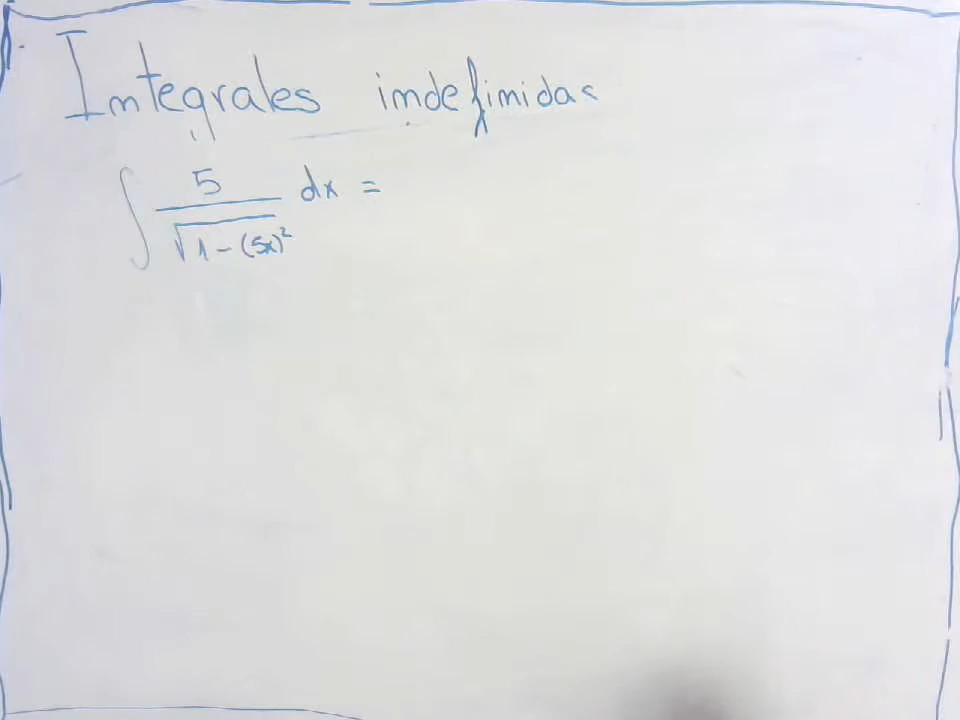 Integrales indefinidas
∫ 5/√(1-(5x)²) dx =